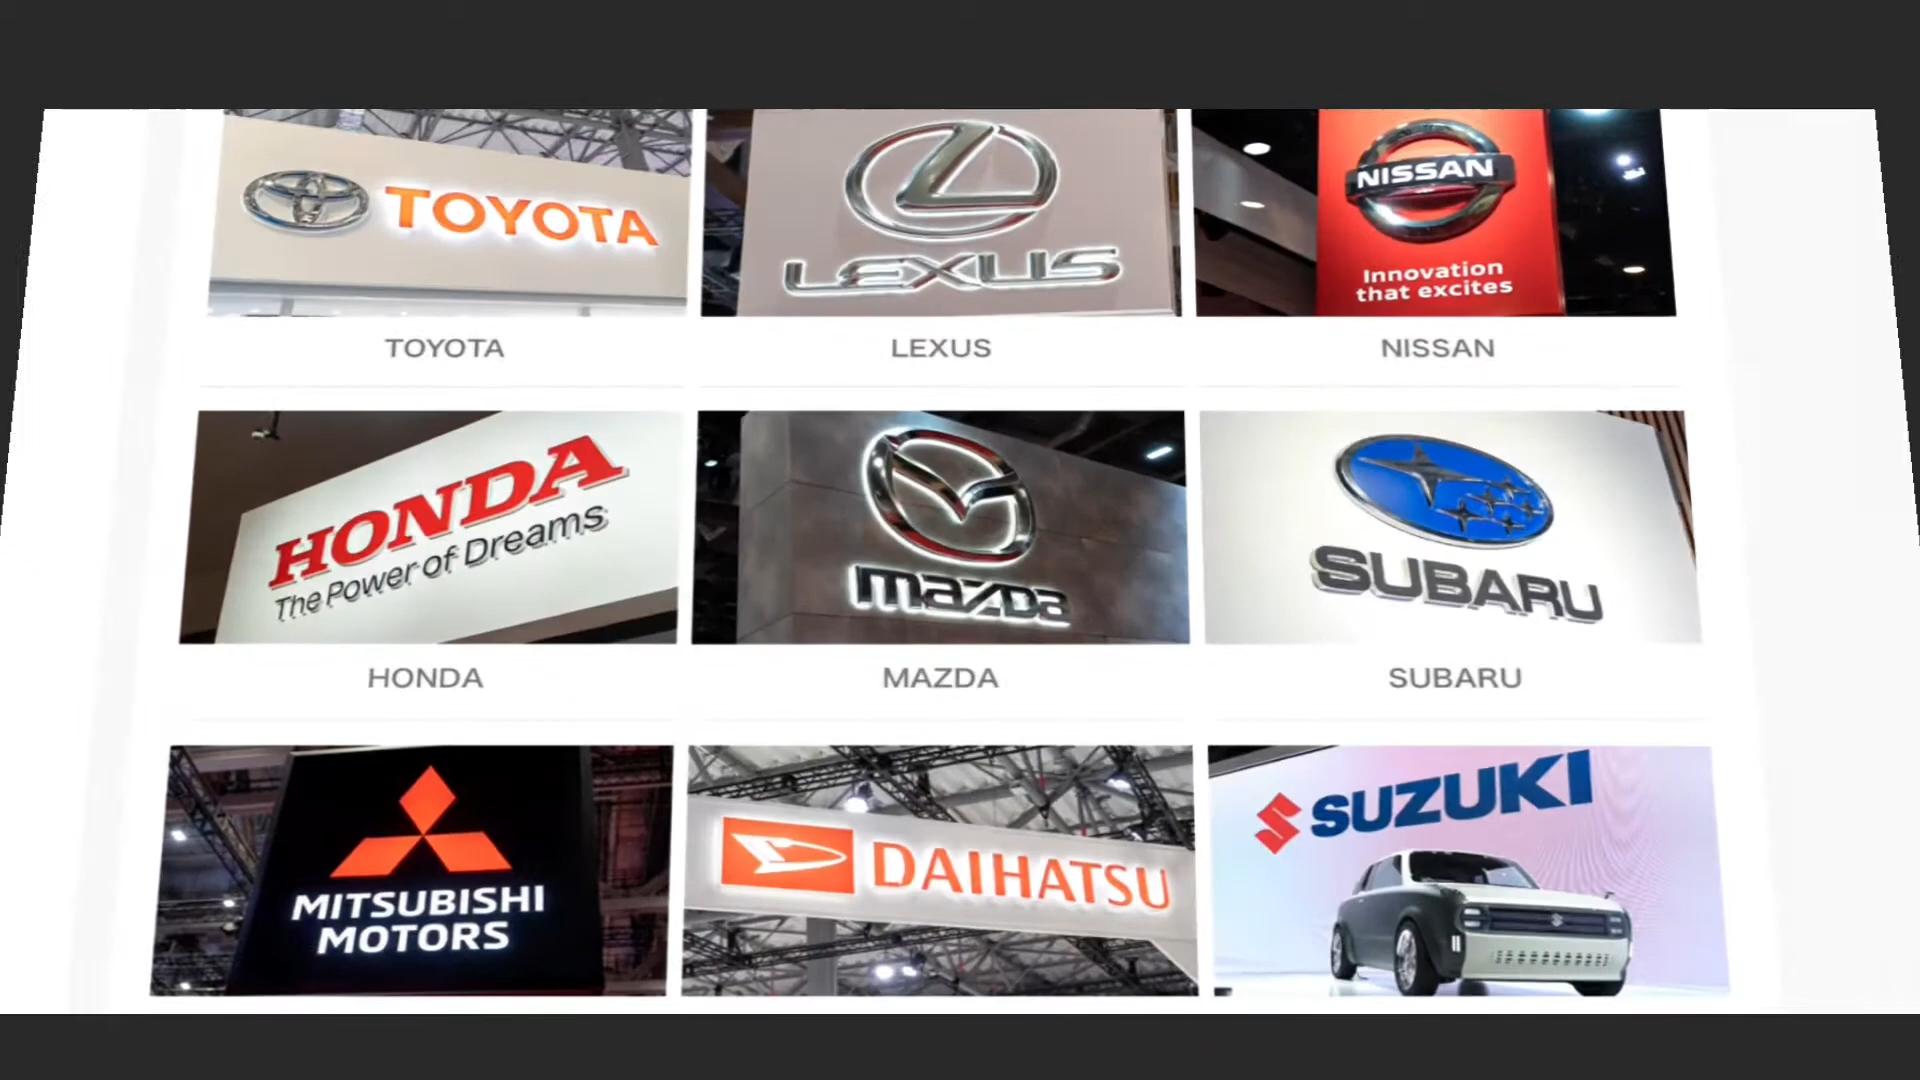 TOYOTA
LEXUS
NISSAN
Innovation
that excites
TOYOTA
LEXUS
NISSAN
HONDA
The Power of Dreams
mazda
SUBARU
HONDA
MAZDA
SUBARU
MITSUBISHI
MOTORS
DAIHATSU
SUZUKI